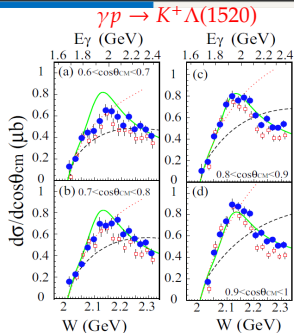 γp → K⁺Λ(1520)
Eγ (GeV) Eγ (GeV)
1.6 1.8 2 2.2 1.6 1.8 2 2.2 2.4
1 (a) 0.6<cosθCM<0.7 (c)
0.8
0.6
0.4
0.2 0.8<cosθCM<0.9
0
dσ/dcosθcm (μb)
1 (b) 0.7<cosθCM<0.8 (d)
0.8
0.6
0.4
0.2 0.9<cosθCM<1
0
2 2.1 2.2 2.3 2 2.1 2.2 2.3
W (GeV) W (GeV)